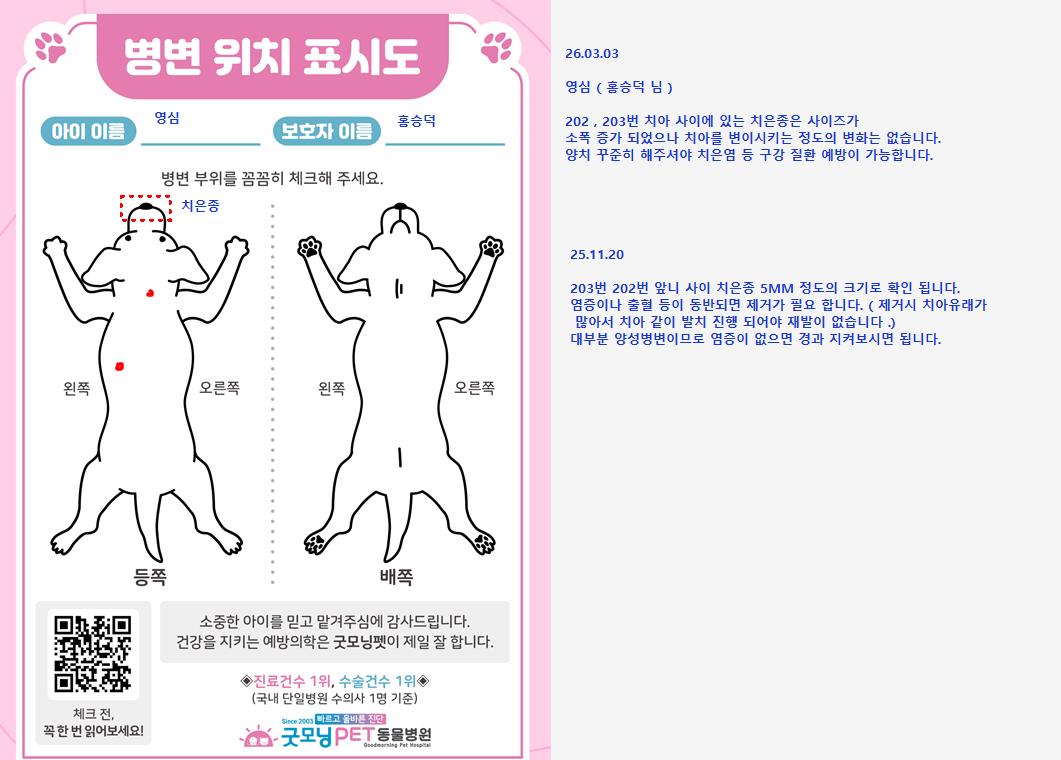 병변 위치 표시도
아이 이름 영심 보호자 이름 홍승덕
병변 부위를 꼼꼼히 체크해 주세요.
치은종
왼쪽 오른쪽 왼쪽 오른쪽
등쪽 배쪽
소중한 아이를 믿고 맡겨주심에 감사드립니다.
건강을 지키는 예방의학은 굿모닝펫이 제일 잘 합니다.
◈진료건수 1위, 수술건수 1위◈
(국내 단일병원 수의사 1명 기준)
체크 전,
꼭 한 번 읽어보세요!
Since 2003 빠르고 올바른 진단
굿모닝PET동물병원
Goodmorning Pet Hospital
26.03.03
영심 ( 홍승덕 님 )
202 , 203번 치아 사이에 있는 치은종은 사이즈가
소폭 증가 되었으나 치아를 변이시키는 정도의 변화는 없습니다.
양치 꾸준히 해주셔야 치은염 등 구강 질환 예방이 가능합니다.
25.11.20
203번 202번 앞니 사이 치은종 5MM 정도의 크기로 확인 됩니다.
염증이나 출혈 등이 동반되면 제거가 필요 합니다. ( 제거시 치아유래가
많아서 치아 같이 발치 진행 되어야 재발이 없습니다 .)
대부분 양성병변이므로 염증이 없으면 경과 지켜보시면 됩니다.